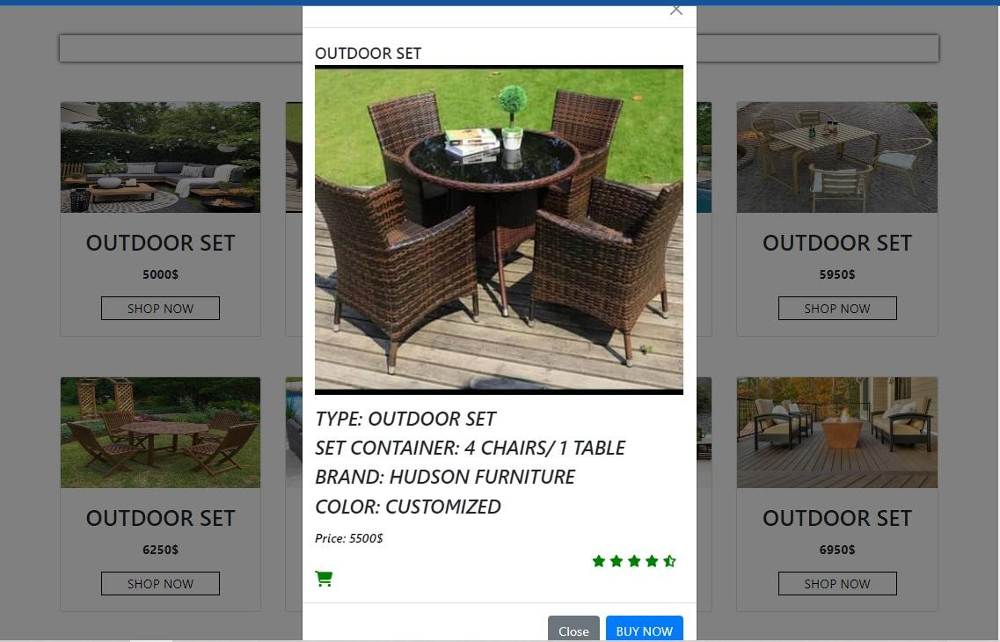 OUTDOOR SET
TYPE: OUTDOOR SET
SET CONTAINER: 4 CHAIRS/ 1 TABLE
BRAND: HUDSON FURNITURE
COLOR: CUSTOMIZED
Price: 5500$
Close
BUY NOW
OUTDOOR SET
5000$
SHOP NOW
OUTDOOR SET
5950$
SHOP NOW
OUTDOOR SET
6250$
SHOP NOW
OUTDOOR SET
6950$
SHOP NOW